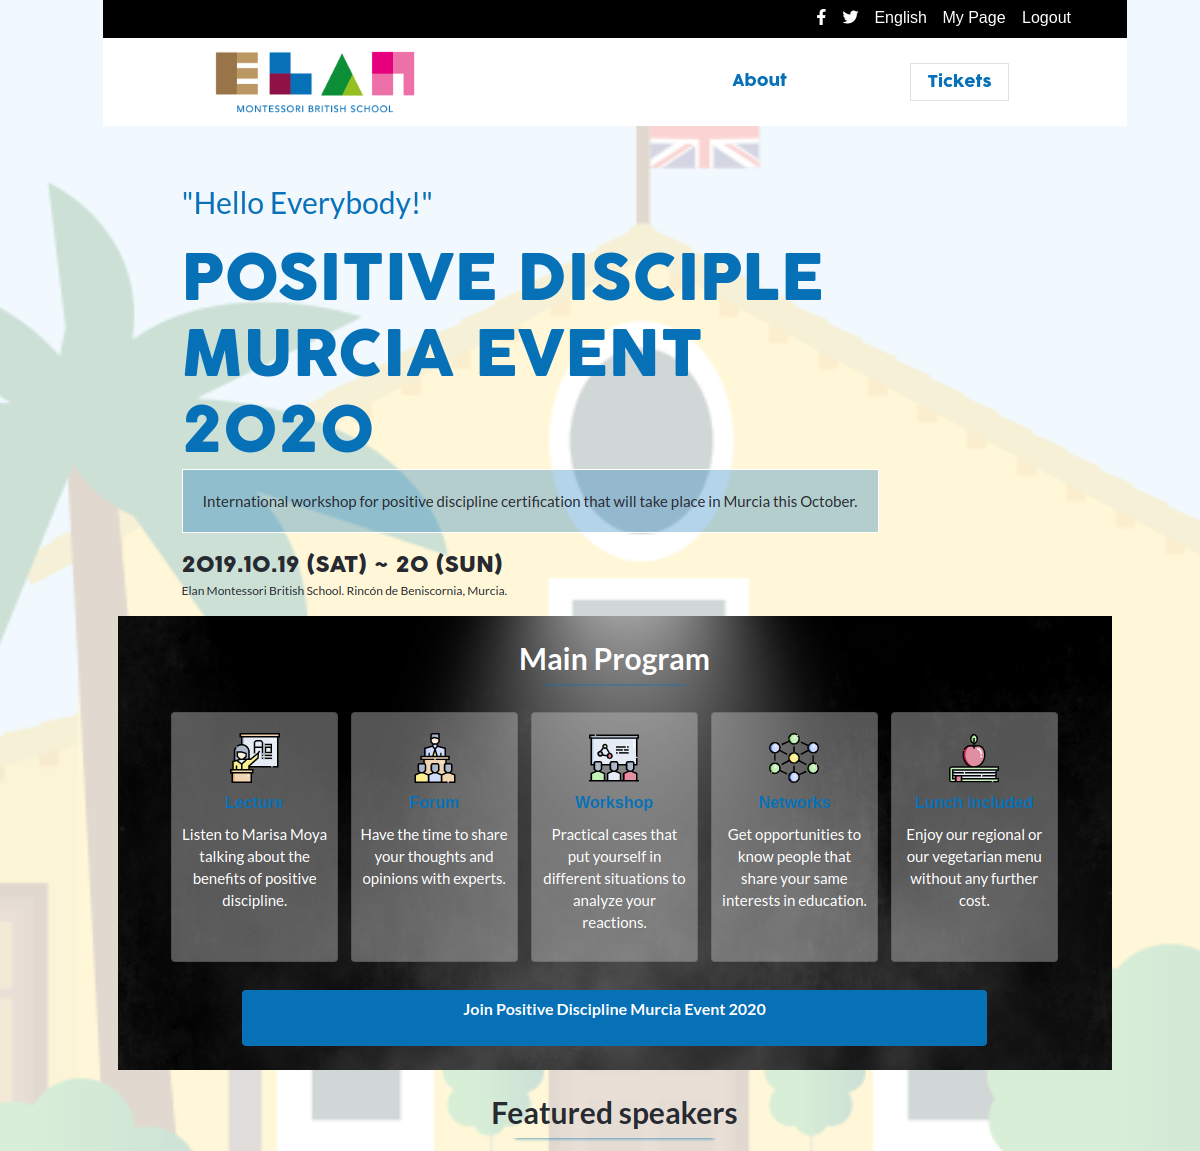 English My Page Logout
ELAN
MONTESSORI BRITISH SCHOOL
About
Tickets
"Hello Everybody!"
POSITIVE DISCIPLE
MURCIA EVENT
2020
International workshop for positive discipline certification that will take place in Murcia this October.
2019.10.19 (SAT) ~ 20 (SUN)
Elan Montessori British School. Rincón de Beniscornia, Murcia.
Main Program
Lecture
Listen to Marisa Moya
talking about the
benefits of positive
discipline.
Forum
Have the time to share
your thoughts and
opinions with experts.
Workshop
Practical cases that
put yourself in
different situations to
analyze your
reactions.
Networks
Get opportunities to
know people that
share your same
interests in education.
Lunch included
Enjoy our regional or
our vegetarian menu
without any further
cost.
Join Positive Discipline Murcia Event 2020
Featured speakers